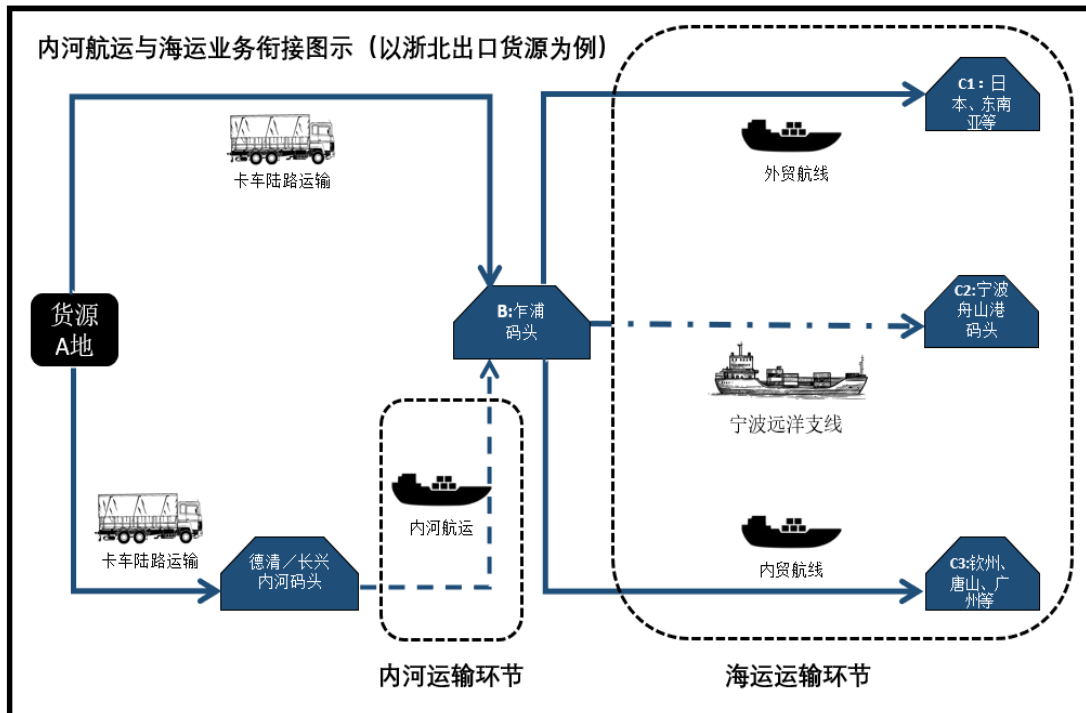 内河航运与海运业务衔接图示（以浙北出口货源为例）
C1：日
本、东南
亚等
卡车陆路运输
外贸航线
货源
A地
B:乍浦
码头
C2:宁波
舟山港
码头
宁波远洋支线
内河航运
卡车陆路运输
德清／长兴
内河码头
内贸航线
C3:钦州、
唐山、广
州等
内河运输环节
海运运输环节